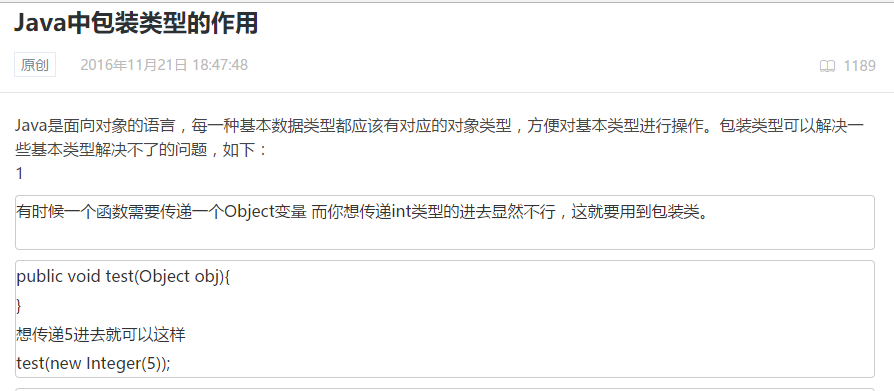 Java中包装类型的作用
原创 2016年11月21日 18:47:48 1189
Java是面向对象的语言，每一种基本数据类型都应该有对应的对象类型，方便对基本类型进行操作。包装类型可以解决一
些基本类型解决不了的问题，如下：
1
有时候一个函数需要传递一个Object变量 而你想传递int类型的进去显然不行，这就要用到包装类。
public void test(Object obj){
}
想传递5进去就可以这样
test(new Integer(5));